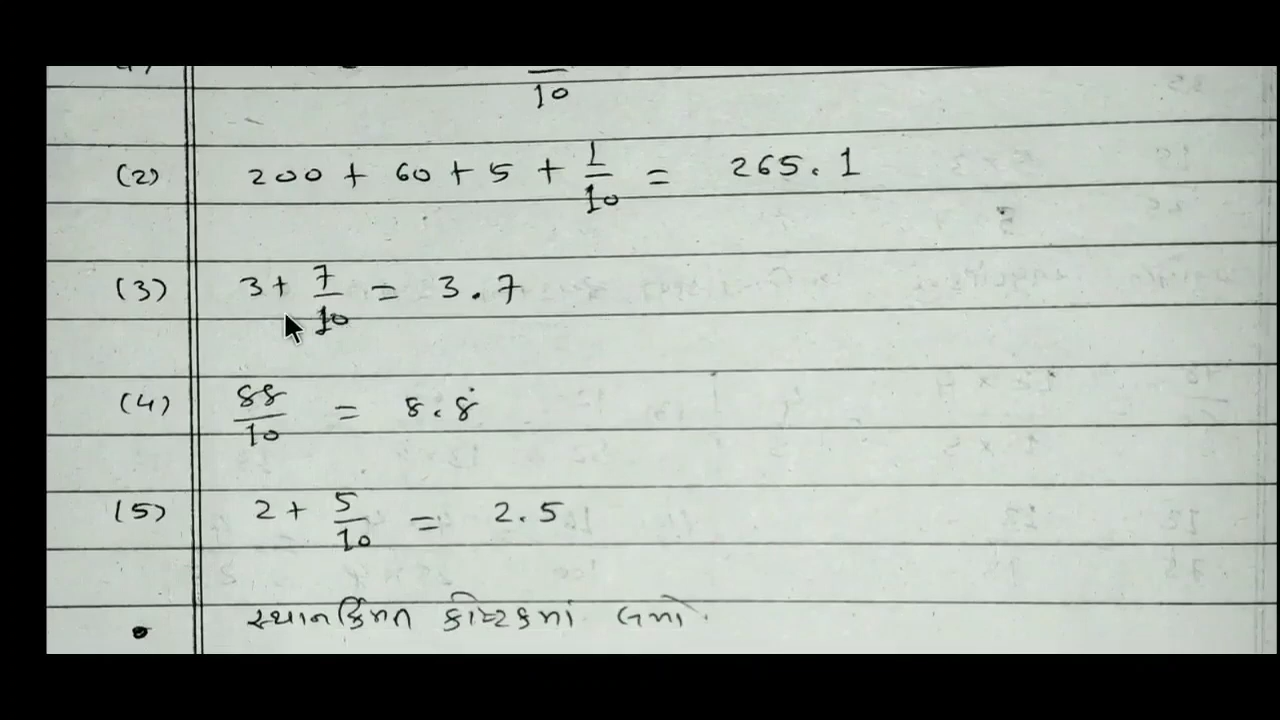 10
(2) 200 + 60 + 5 + 1/10 = 265.1
(3) 3 + 7/10 = 3.7
(4) 88/10 = 8.8
(5) 2 + 5/10 = 2.5
• સ્થાનકિંમત કોષ્ટકમાં લખો.